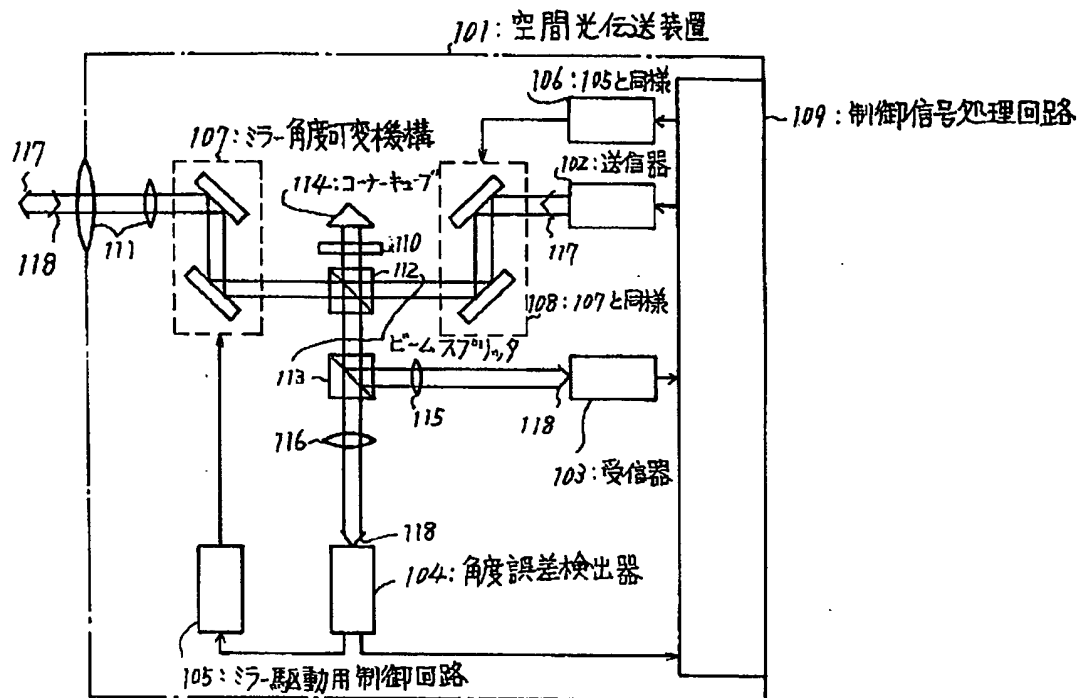 101:空間光伝送装置
106:105と同様
109:制御信号処理回路
107:ミラー角度可変機構
102:送信器
117
114:コーナーキューブ
110
117
118
111
112
108:107と同様
ビームスプリッタ
113
115
118
116
103:受信器
118
104:角度誤差検出器
105:ミラー駆動用制御回路